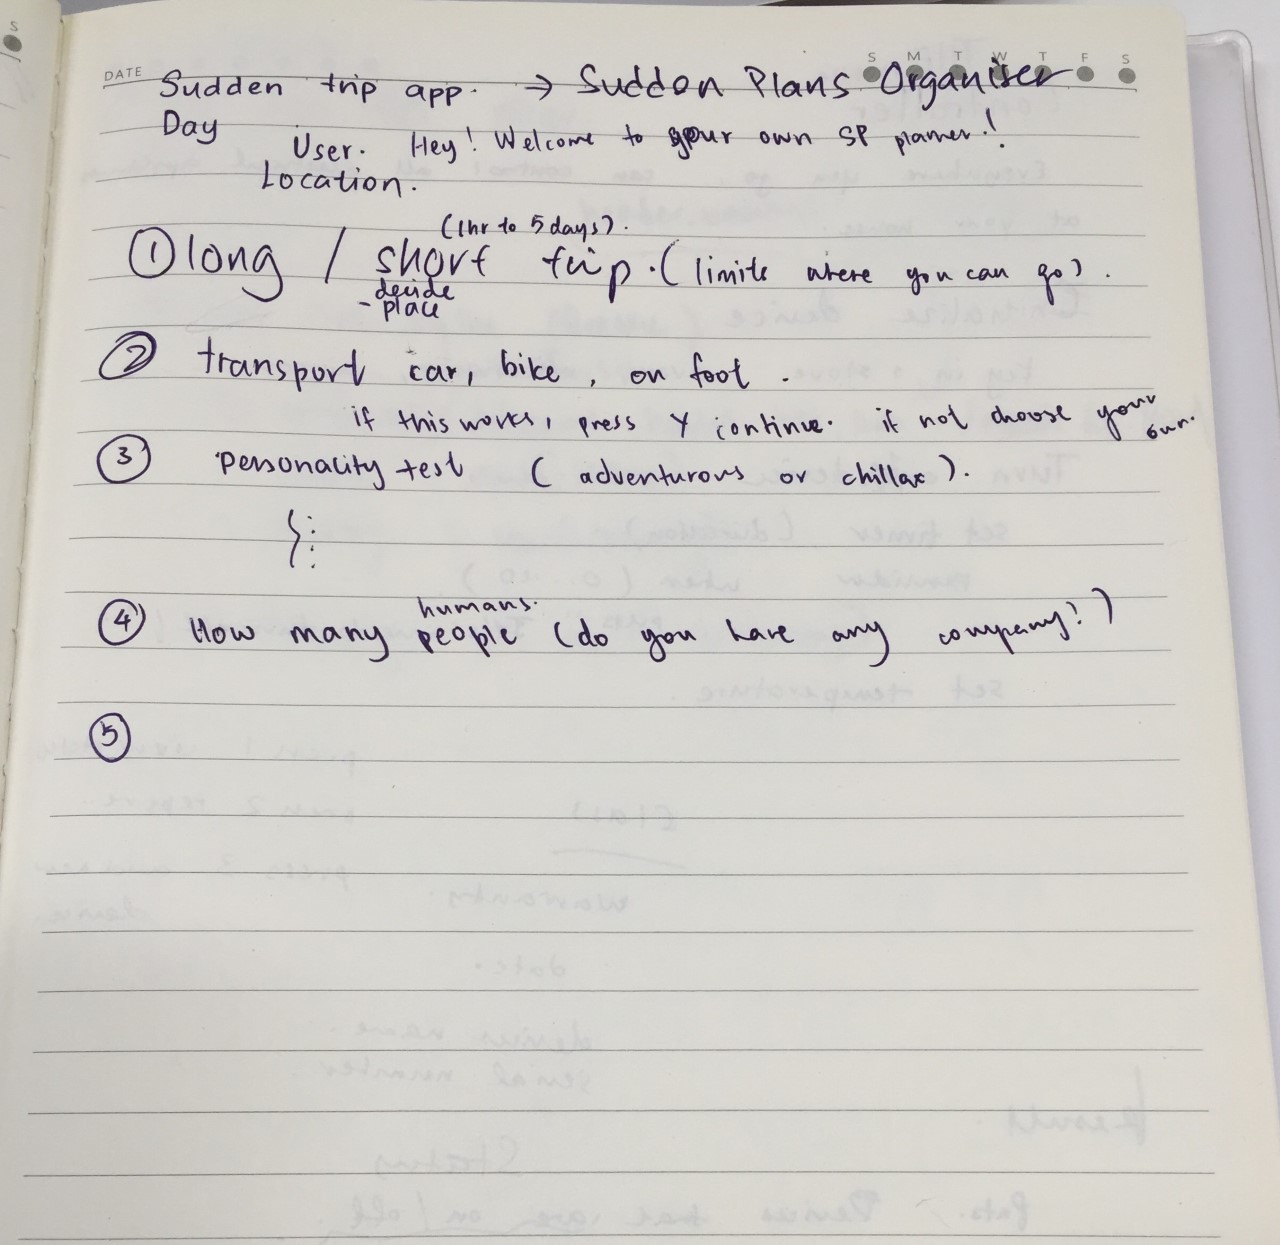 S
DATE
S M T W T F S
Sudden trip app. → Sudden Plans Organiser
Day
User. Hey! Welcome to your own SP planner!
Location.
(1hr to 5 days).
① long / short trip. (limits where you can go).
- decide place
② transport car, bike, on foot.
if this works, press Y continue. if not choose your own.
③ Personality test ( adventurous or chillax ).
humans.
④ How many people (do you have any company?)
⑤